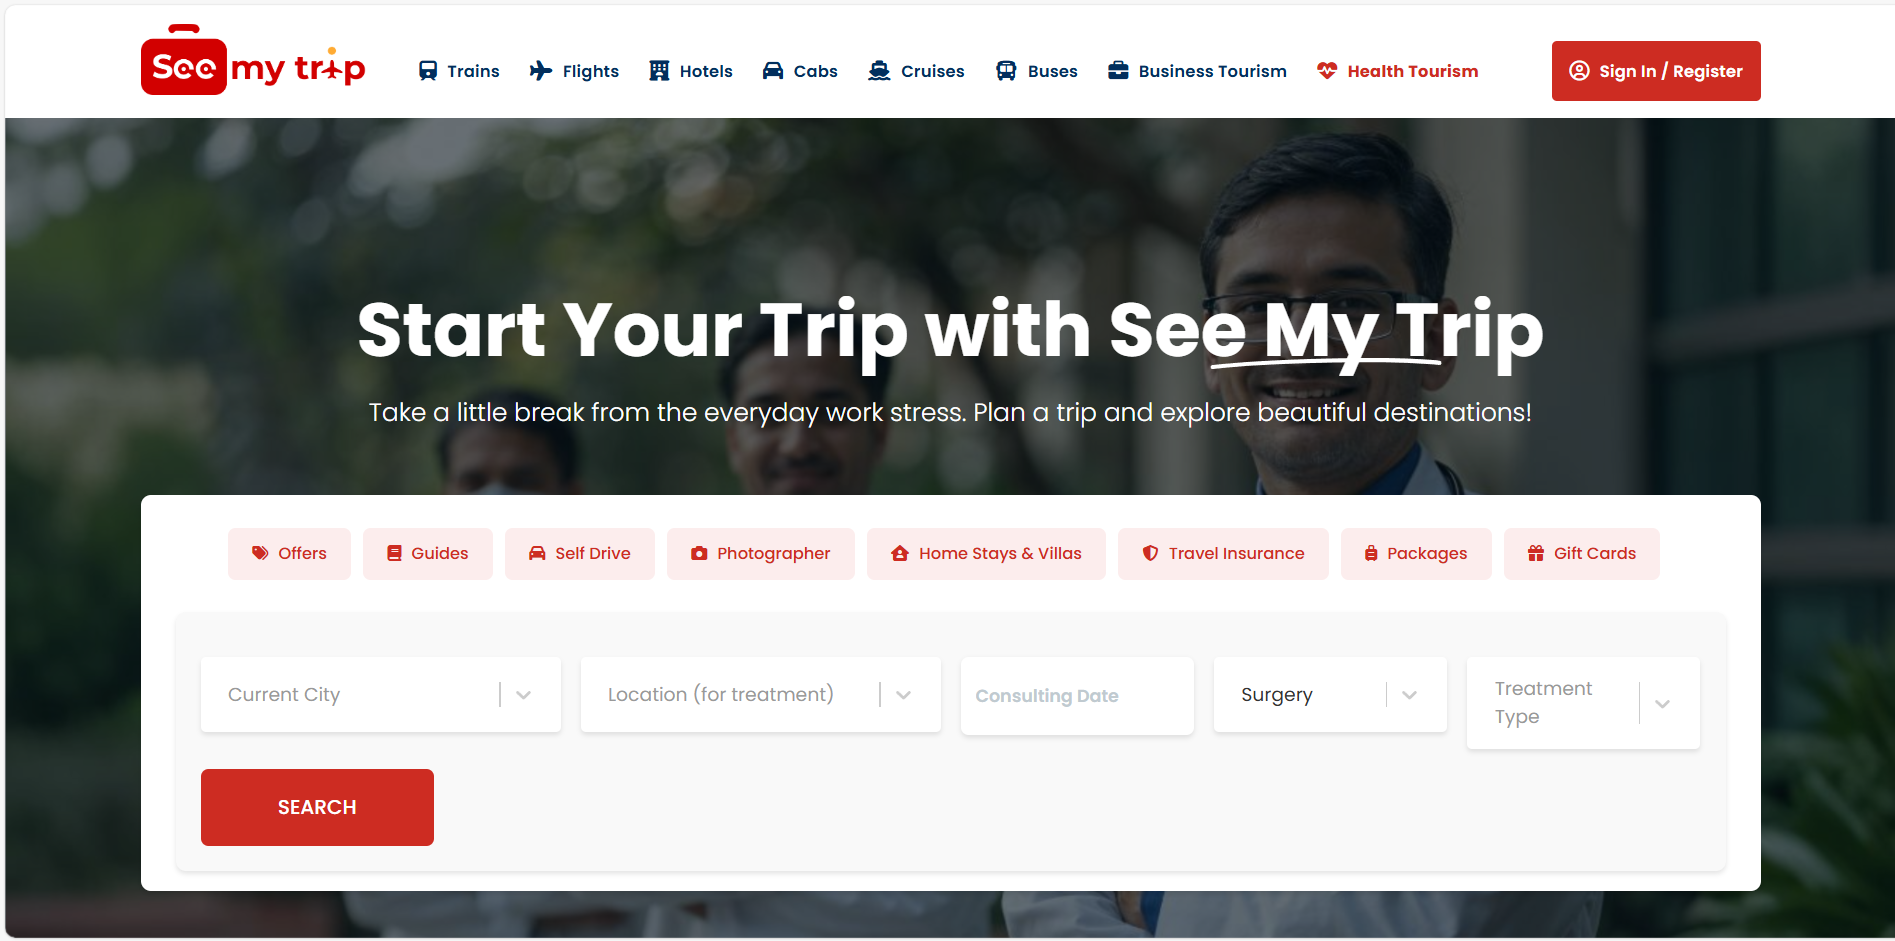 See my trip
Trains Flights Hotels Cabs Cruises Buses Business Tourism Health Tourism Sign In / Register
Start Your Trip with See My Trip
Take a little break from the everyday work stress. Plan a trip and explore beautiful destinations!
Offers Guides Self Drive Photographer Home Stays & Villas Travel Insurance Packages Gift Cards
Current City Location (for treatment) Consulting Date Surgery Treatment
Type
SEARCH